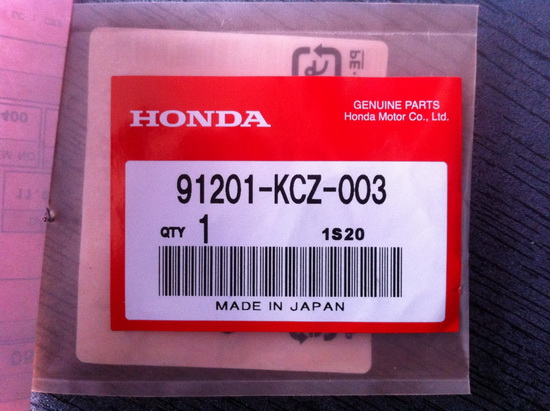 GENUINE PARTS
HONDA
Honda Motor Co., Ltd.
91201-KCZ-003
QTY 1 1S20
MADE IN JAPAN